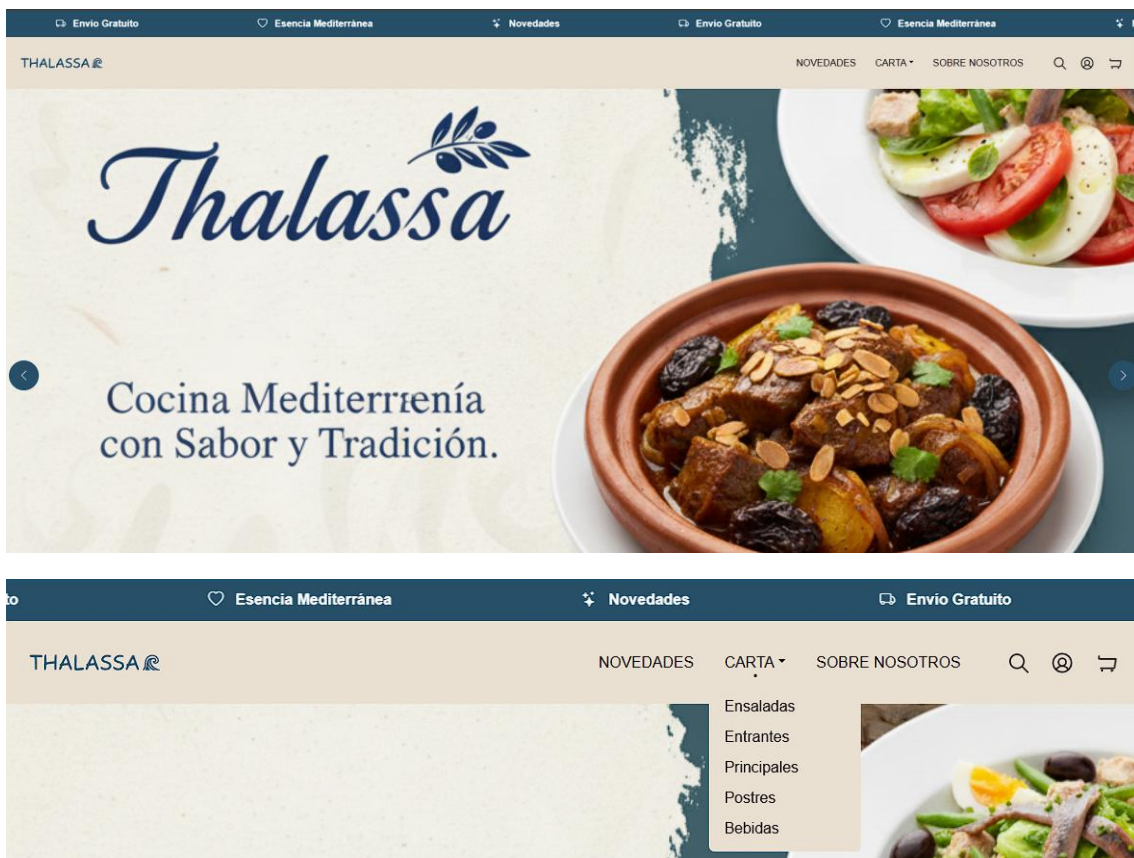 Envio Gratuito Esencia Mediterránea Novedades Envio Gratuito Esencia Mediterránea
THALASSA NOVEDADES CARTA SOBRE NOSOTROS
Thalassa
Cocina
con Sabor y Tradición.
Esencia Mediterránea Novedades Envio Gratuito
THALASSA NOVEDADES CARTA SOBRE NOSOTROS
Ensaladas
Entrantes
Principales
Postres
Bebidas